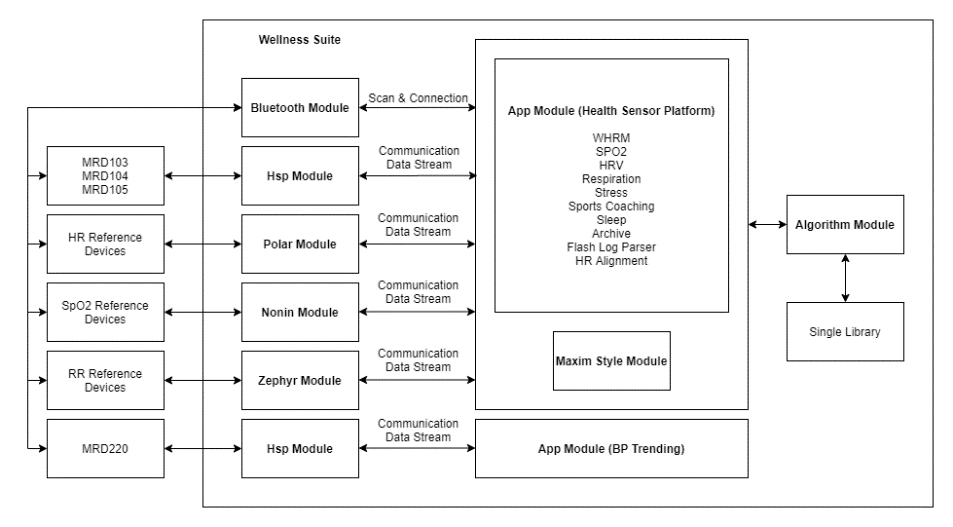 Wellness Suite
Bluetooth Module
Scan & Connection
App Module (Health Sensor Platform)
WHRM
SPO2
HRV
Respiration
Stress
Sports Coaching
Sleep
Archive
Flash Log Parser
HR Alignment
MRD103
MRD104
MRD105
Hsp Module
Communication
Data Stream
HR Reference
Devices
Polar Module
Communication
Data Stream
Algorithm Module
SpO2 Reference
Devices
Nonin Module
Communication
Data Stream
Single Library
Maxim Style Module
RR Reference
Devices
Zephyr Module
Communication
Data Stream
MRD220
Hsp Module
Communication
Data Stream
App Module (BP Trending)